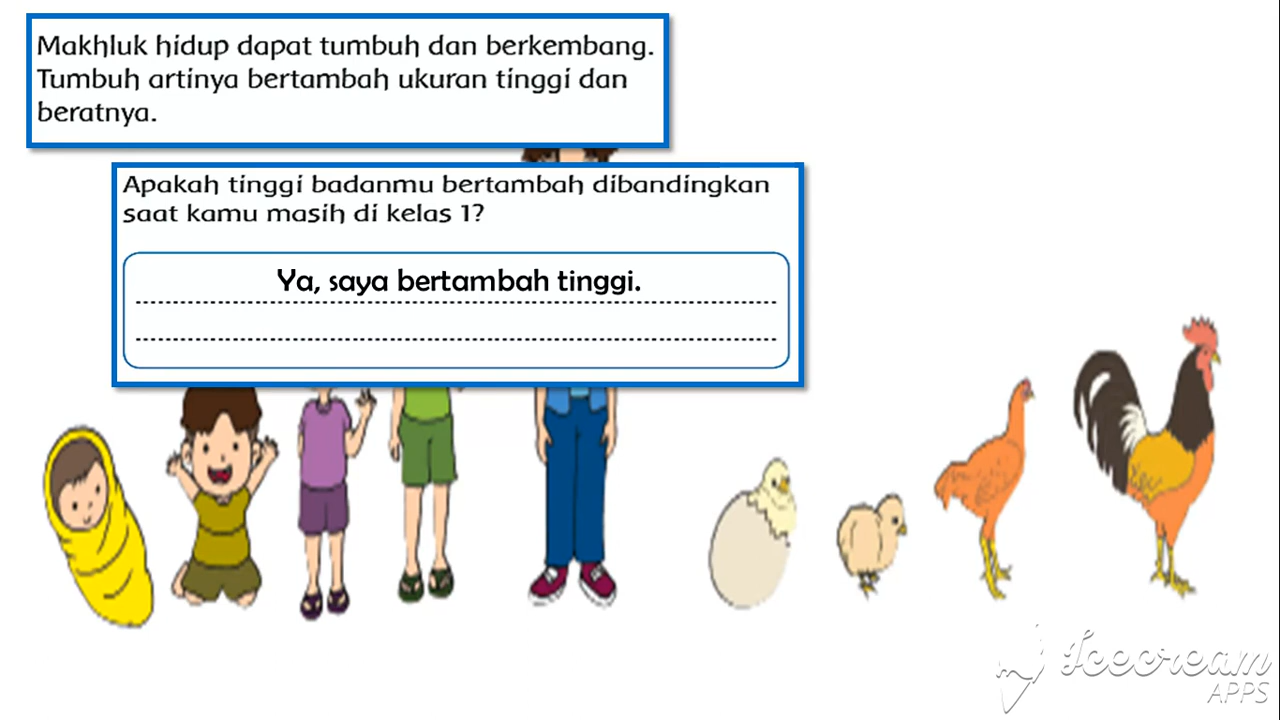 Makhluk hidup dapat tumbuh dan berkembang.
Tumbuh artinya bertambah ukuran tinggi dan
beratnya.
Apakah tinggi badanmu bertambah dibandingkan
saat kamu masih di kelas 1?
Ya, saya bertambah tinggi.
Icecream
APPS